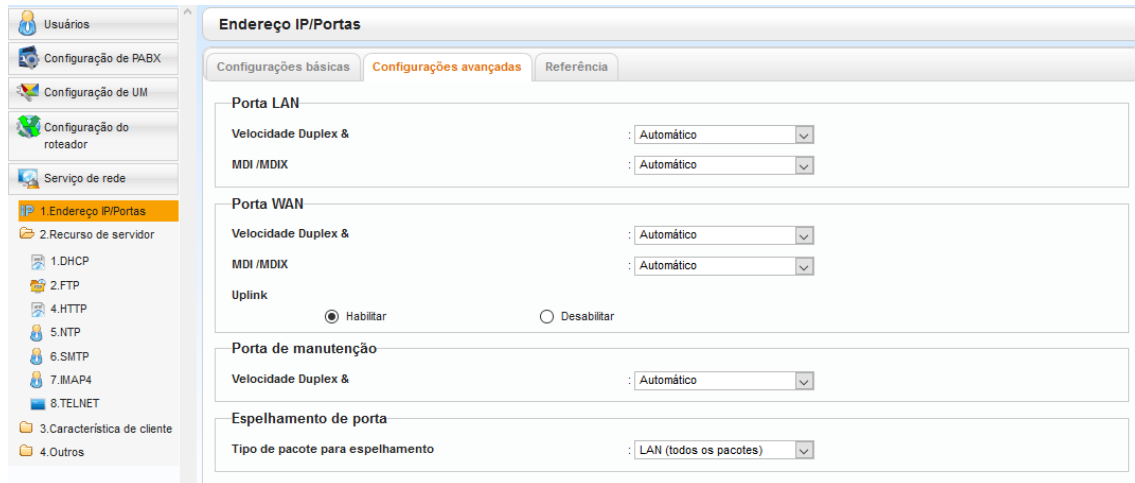 Usuários
Configuração de PABX
Configuração de UM
Configuração do
roteador
Serviço de rede
IP 1.Endereço IP/Portas
2.Recurso de servidor
1.DHCP
2.FTP
4.HTTP
5.NTP
6.SMTP
7.IMAP4
8.TELNET
3.Característica de cliente
4.Outros
Endereço IP/Portas
Configurações básicas
Configurações avançadas
Referência
Porta LAN
Velocidade Duplex & : Automático
MDI /MDIX : Automático
Porta WAN
Velocidade Duplex & : Automático
MDI /MDIX : Automático
Uplink
Habilitar Desabilitar
Porta de manutenção
Velocidade Duplex & : Automático
Espelhamento de porta
Tipo de pacote para espelhamento : LAN (todos os pacotes)